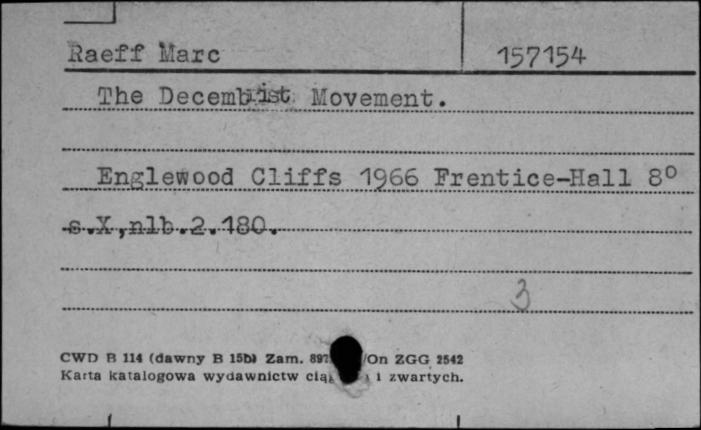 Raeff Marc 157154
The Decembrist Movement.
Englewood Cliffs 1966 Frentice-Hall 8°
s.X,nlb.2.180.
3
CWD B 114 (dawny B 15b) Zam. /On ZGG 2542
Karta katalogowa wydawnictw i zwartych.